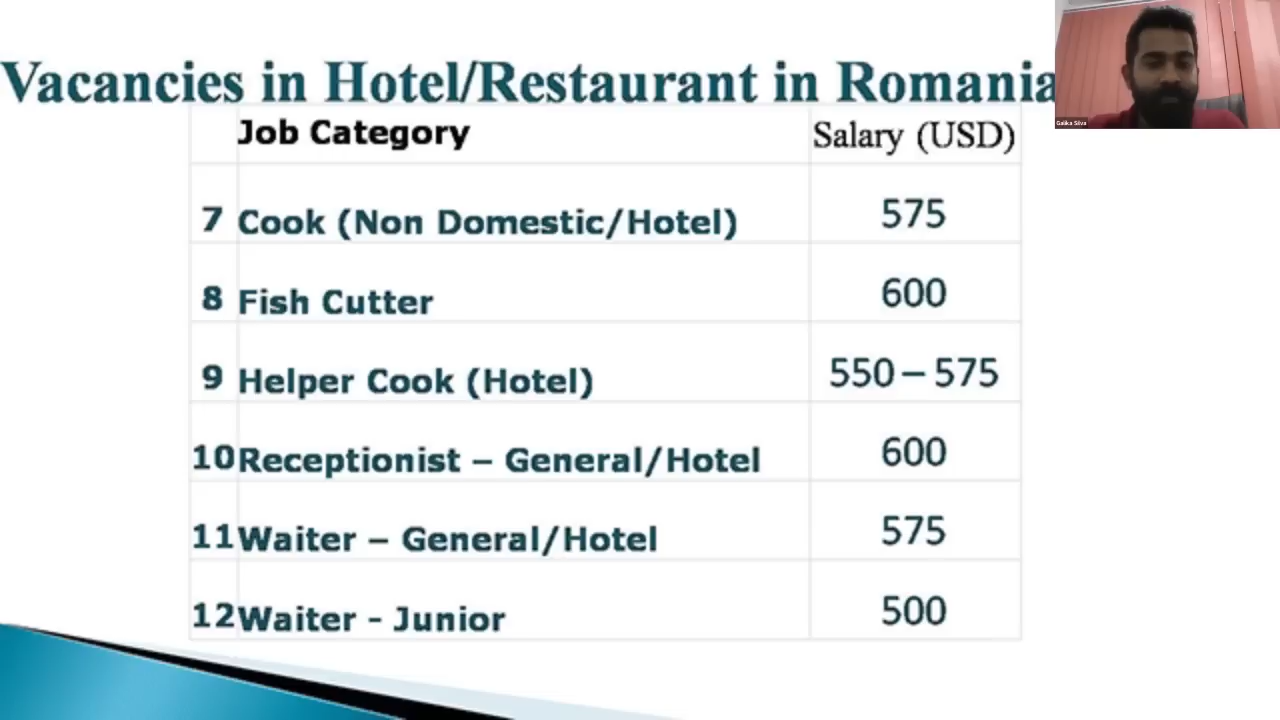 Vacancies in Hotel/Restaurant in Romania
Job Category Salary (USD)
7 Cook (Non Domestic/Hotel) 575
8 Fish Cutter 600
9 Helper Cook (Hotel) 550 – 575
10 Receptionist – General/Hotel 600
11 Waiter – General/Hotel 575
12 Waiter - Junior 500